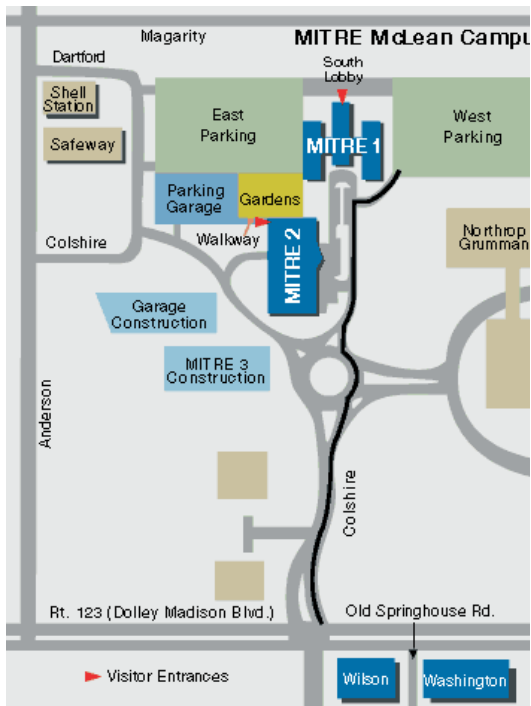 Magarity
MITRE McLean Campu
Dartford
South
Lobby
Shell
Station
East
Parking
West
Parking
Safeway
MITRE 1
Parking
Garage
Gardens
Northrop
Grumman
Colshire
Walkway
MITRE 2
Garage
Construction
MITRE 3
Construction
Anderson
Colshire
Rt. 123 (Dolley Madison Blvd.)
Old Springhouse Rd.
Visitor Entrances
Wilson
Washington